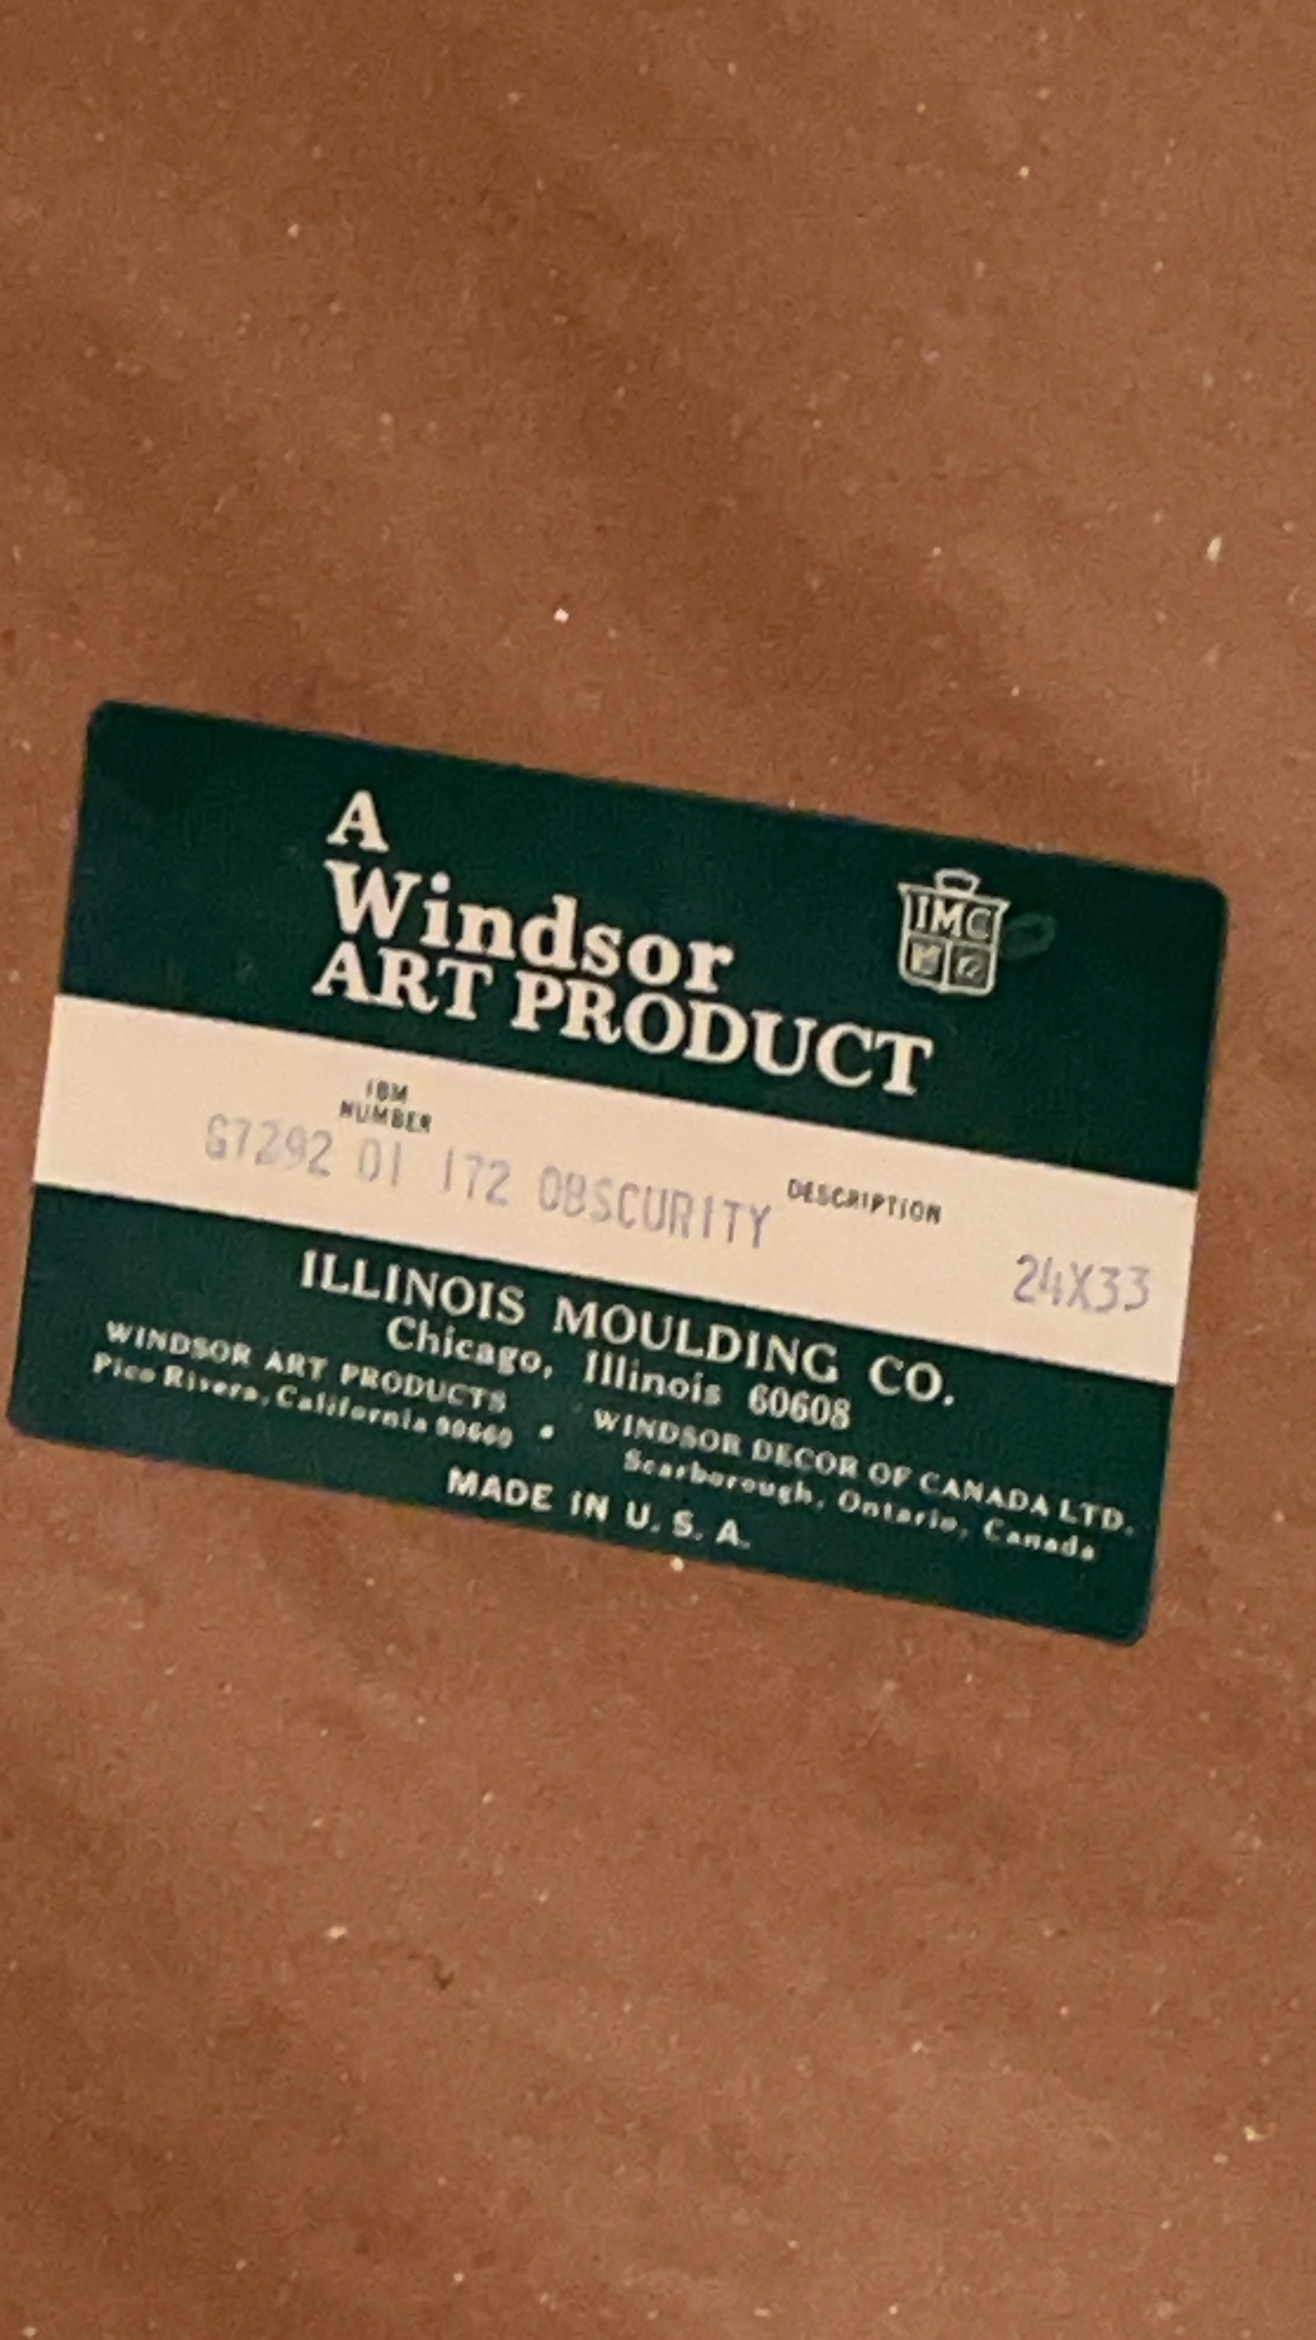 A
Windsor
ART PRODUCT
IMC
IBM
NUMBER
DESCRIPTION
G7292 01 172 OBSCURITY 24X33
ILLINOIS MOULDING CO.
Chicago, Illinois 60608
WINDSOR ART PRODUCTS
Pico Rivera, California 90660
•
WINDSOR DECOR OF CANADA LTD.
Scarborough, Ontario, Canada
MADE IN U. S. A.